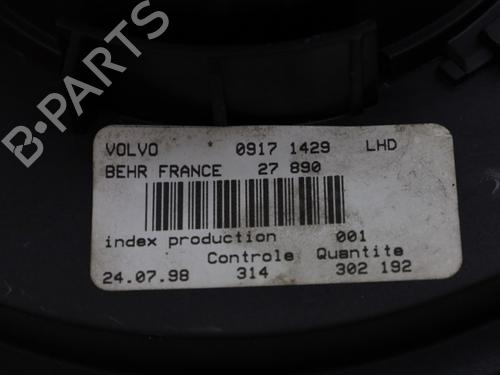 B-PARTS
VOLVO 0917 1429 LHD
BEHR FRANCE 27 890
index production 001
Controle Quantite
24.07.98 314 302 192